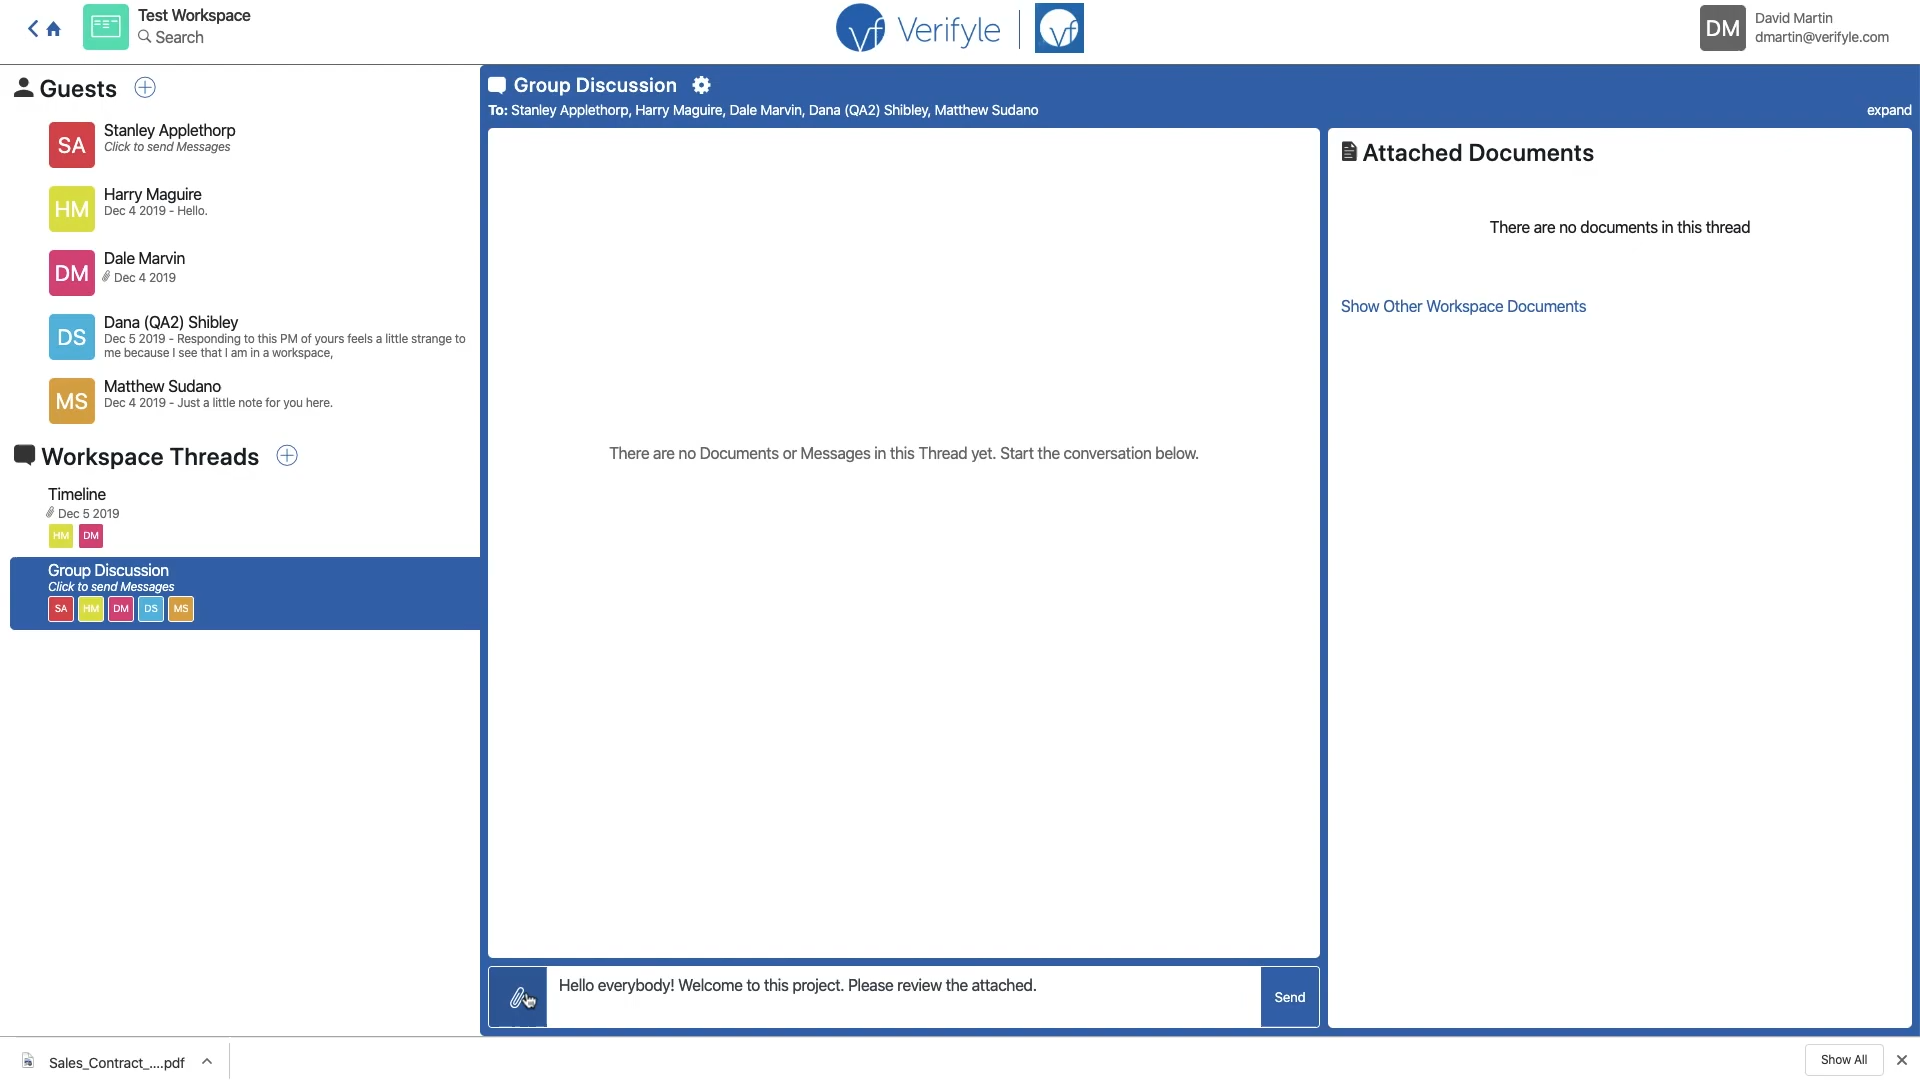 Test Workspace
Search
vf Verifyle
vf
DM
David Martin
dmartin@verifyle.com
Guests
SA
Stanley Applethorp
Click to send Messages
HM
Harry Maguire
Dec 4 2019 - Hello.
DM
Dale Marvin
Dec 4 2019
DS
Dana (QA2) Shibley
Dec 5 2019 - Responding to this PM of yours feels a little strange to
me because I see that I am in a workspace,
MS
Matthew Sudano
Dec 4 2019 - Just a little note for you here.
Workspace Threads
Timeline
Dec 5 2019
HM DM
Group Discussion
Click to send Messages
SA HM DM DS MS
Group Discussion
To: Stanley Applethorp, Harry Maguire, Dale Marvin, Dana (QA2) Shibley, Matthew Sudano
expand
There are no Documents or Messages in this Thread yet. Start the conversation below.
Hello everybody! Welcome to this project. Please review the attached.
Send
Attached Documents
There are no documents in this thread
Show Other Workspace Documents
Sales_Contract_....pdf
Show All